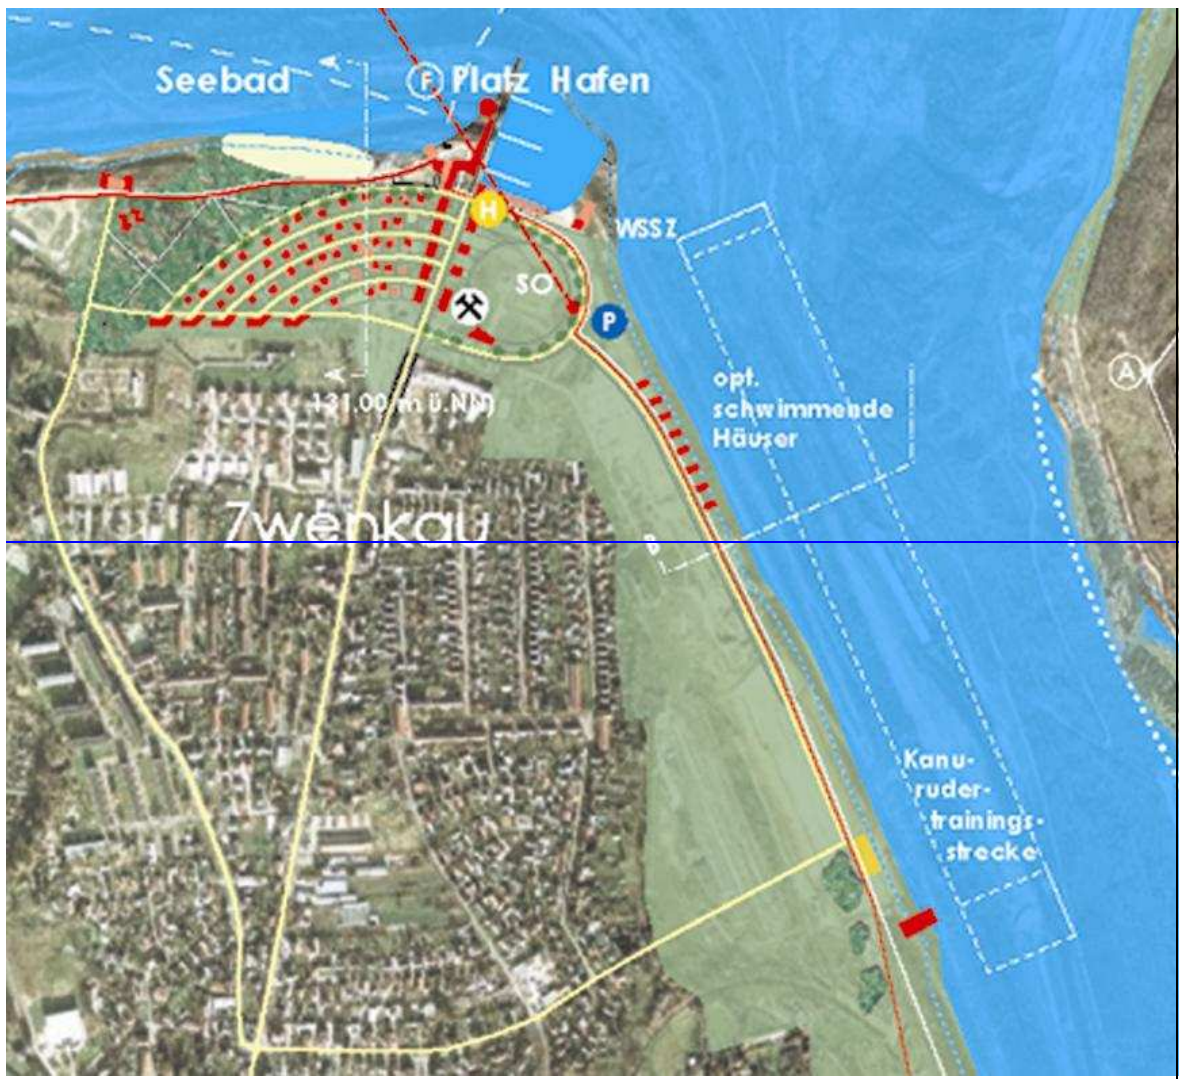 Seebad
F
Platz Hafen
H
WSSZ
SO
P
A
opt.
schwimmende
Häuser
131.00 m ü.NN)
Zwenkau
B
Kanu-
ruder-
trainings-
strecke